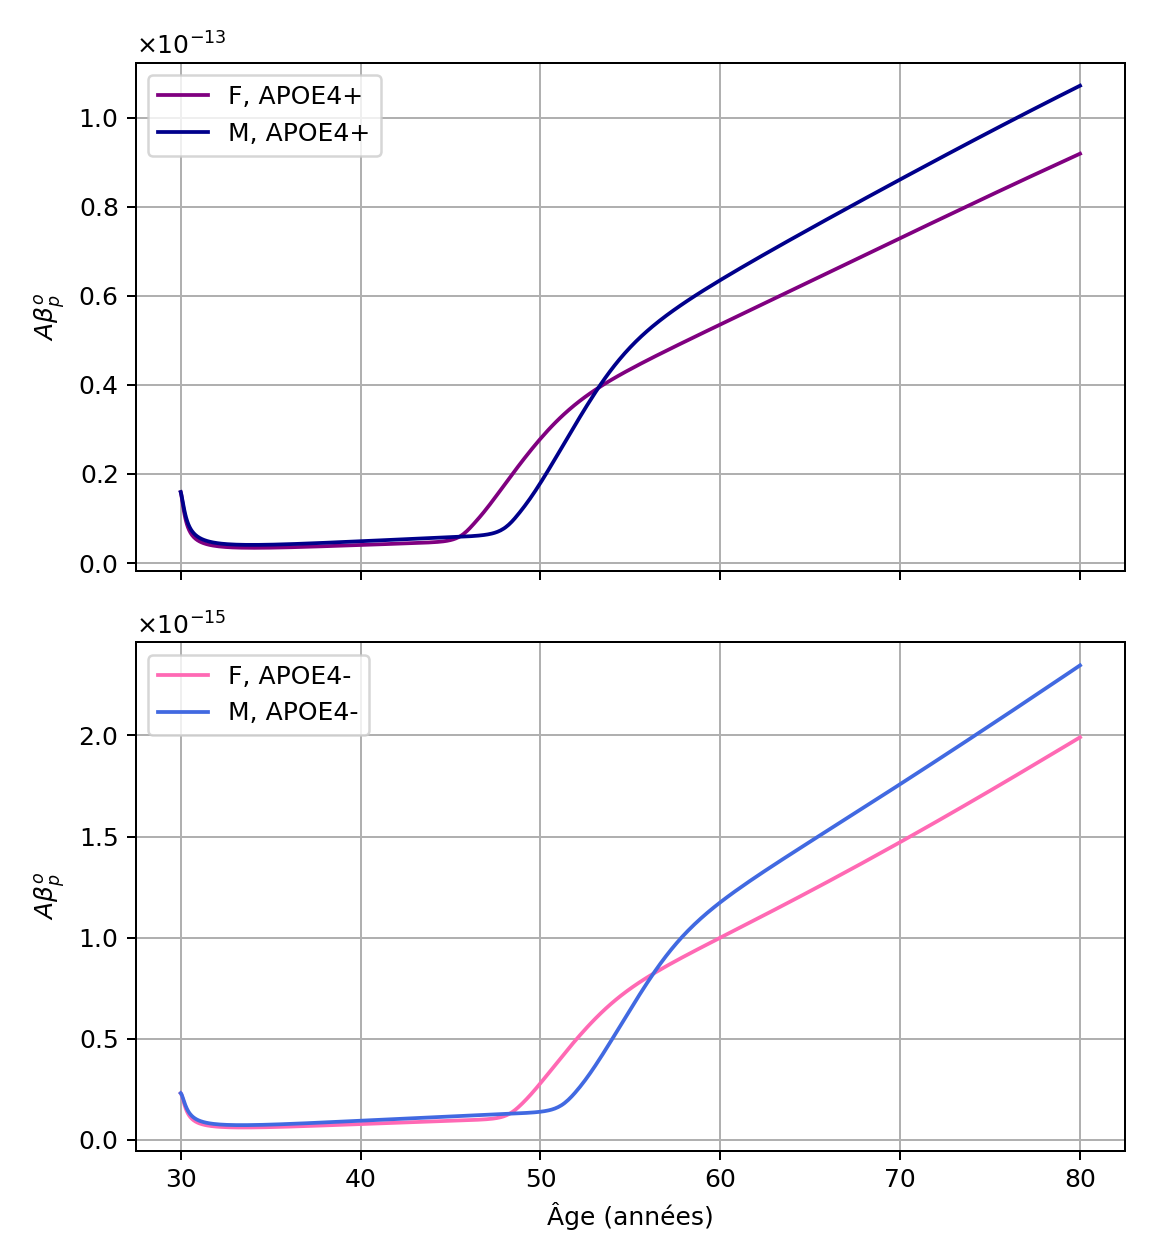 ×10⁻¹³
F, APOE4+
M, APOE4+
1.0
0.8
0.6
0.4
0.2
0.0
Aβₚᵒ
×10⁻¹⁵
F, APOE4-
M, APOE4-
2.0
1.5
1.0
0.5
0.0
Aβₚᵒ
30 40 50 60 70 80
Âge (années)